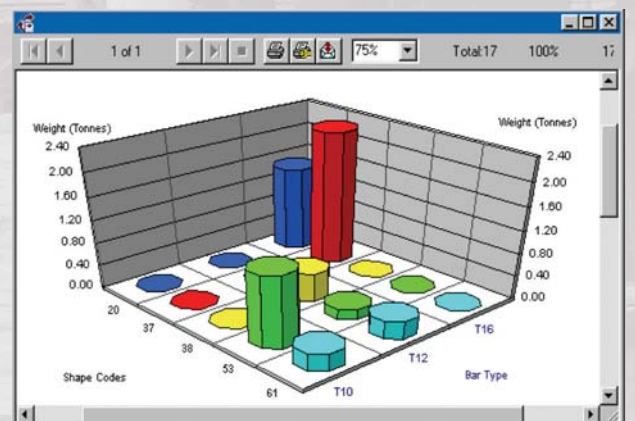 1 of 1 75% Total:17 100% 17
Weight (Tonnes)
2.40
2.00
1.60
1.20
0.80
0.40
0.00
Weight (Tonnes)
2.40
2.00
1.60
1.20
0.80
0.40
0.00
20
37
38
53
61
Shape Codes
T10
T12
T16
Bar Type